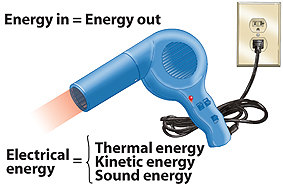 Energy in = Energy out
Electrical energy = { Thermal energy
Kinetic energy
Sound energy